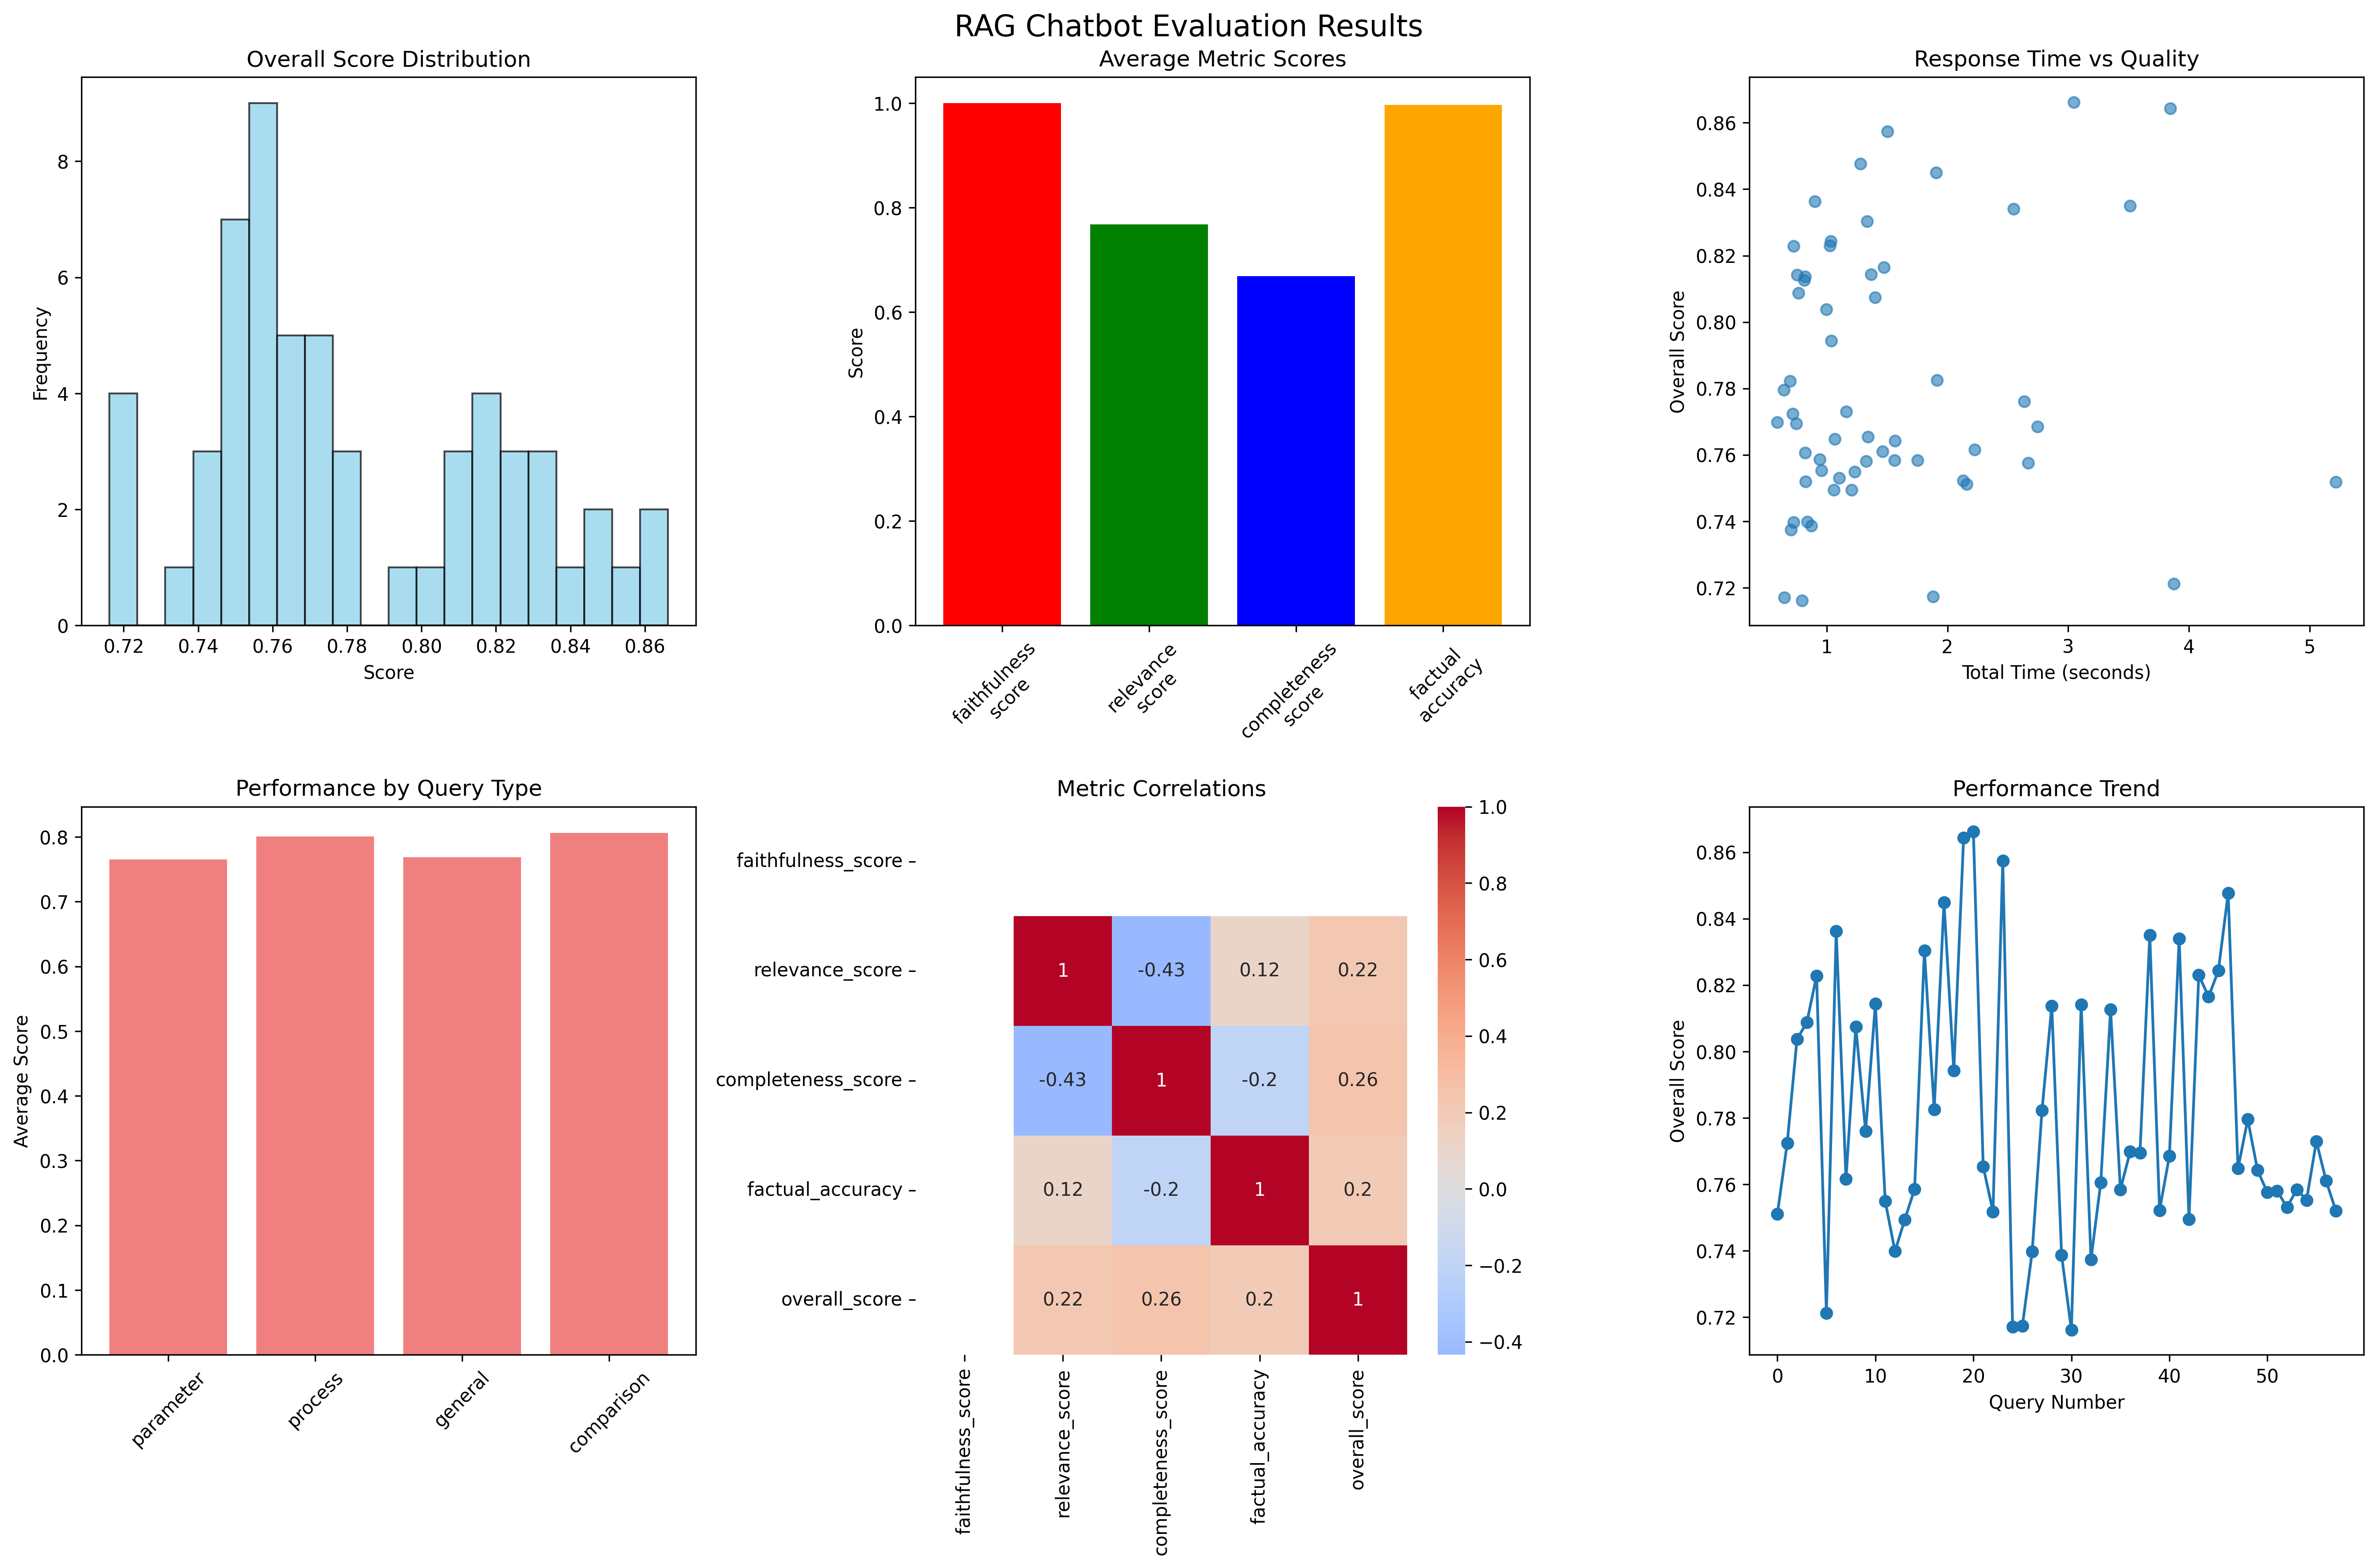 RAG Chatbot Evaluation Results
Overall Score Distribution
Frequency
8
6
4
2
0
0.72 0.74 0.76 0.78 0.80 0.82 0.84 0.86
Score
Average Metric Scores
Score
1.0
0.8
0.6
0.4
0.2
0.0
faithfulness
score
relevance
score
completeness
score
factual
accuracy
Response Time vs Quality
Overall Score
0.86
0.84
0.82
0.80
0.78
0.76
0.74
0.72
1 2 3 4 5
Total Time (seconds)
Performance by Query Type
Average Score
0.8
0.7
0.6
0.5
0.4
0.3
0.2
0.1
0.0
parameter
process
general
comparison
Metric Correlations
faithfulness_score
relevance_score 1 -0.43 0.12 0.22
completeness_score -0.43 1 -0.2 0.26
factual_accuracy 0.12 -0.2 1 0.2
overall_score 0.22 0.26 0.2 1
faithfulness_score
relevance_score
completeness_score
factual_accuracy
overall_score
1.0
0.8
0.6
0.4
0.2
0.0
−0.2
−0.4
Performance Trend
Overall Score
0.86
0.84
0.82
0.80
0.78
0.76
0.74
0.72
0 10 20 30 40 50
Query Number